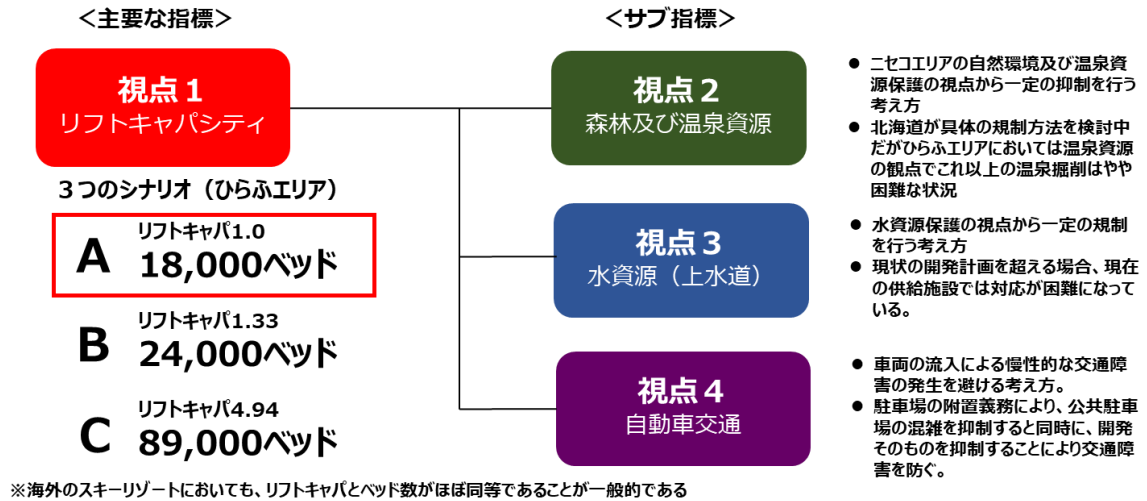 ＜主要な指標＞
＜サブ指標＞
視点１
リフトキャパシティ
３つのシナリオ（ひらふエリア）
A
リフトキャパ1.0
18,000ベッド
B
リフトキャパ1.33
24,000ベッド
C
リフトキャパ4.94
89,000ベッド
視点２
森林及び温泉資源
● ニセコエリアの自然環境及び温泉資
源保護の視点から一定の抑制を行う
考え方
● 北海道が具体の規制方法を検討中
だがひらふエリアにおいては温泉資源
の観点でこれ以上の温泉掘削はやや
困難な状況
視点３
水資源（上水道）
● 水資源保護の視点から一定の規制
を行う考え方
● 現状の開発計画を超える場合、現在
の供給施設では対応が困難になって
いる。
視点４
自動車交通
● 車両の流入による慢性的な交通障
害の発生を避ける考え方。
● 駐車場の附置義務により、公共駐車
場の混雑を抑制すると同時に、開発
そのものを抑制することにより交通障
害を防ぐ。
※海外のスキーリゾートにおいても、リフトキャパとベッド数がほぼ同等であることが一般的である